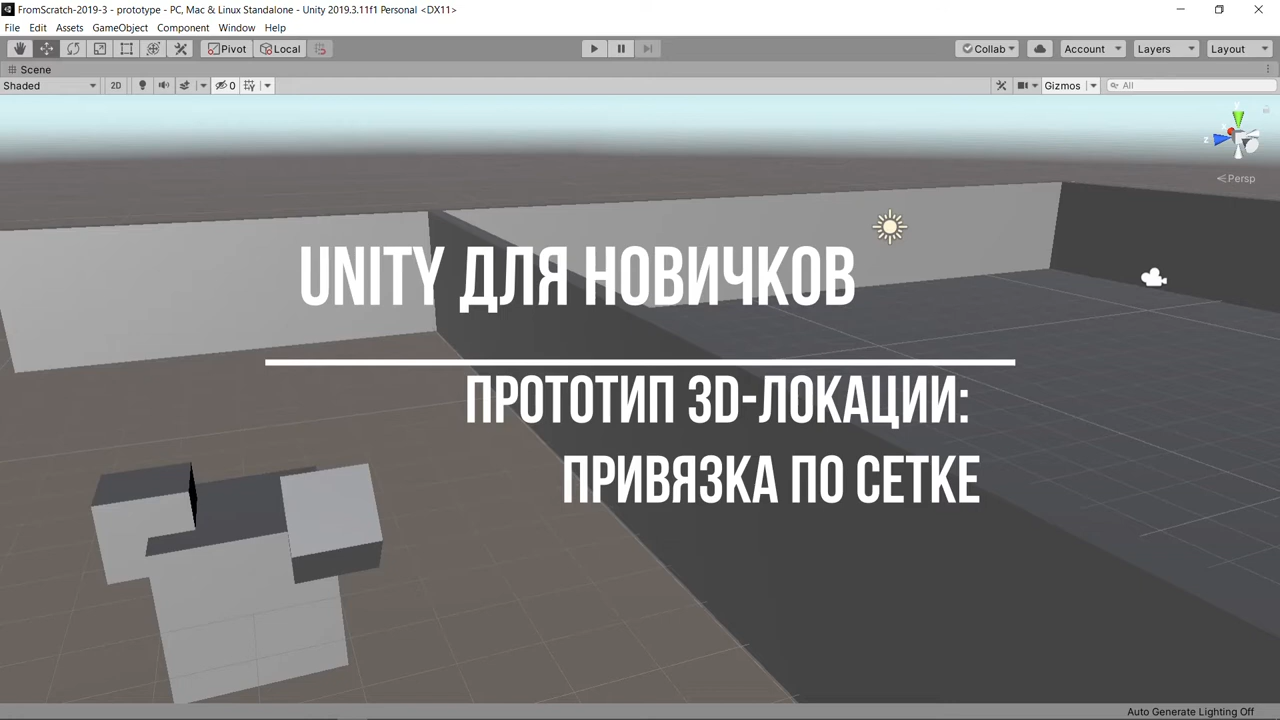 FromScratch-2019-3 - prototype - PC, Mac & Linux Standalone - Unity 2019.3.11f1 Personal <DX11>
File Edit Assets GameObject Component Window Help
Pivot Local Collab Account Layers Layout
Scene
Shaded 2D 0 Gizmos All
y
x
z
Persp
UNITY ДЛЯ НОВИЧКОВ
ПРОТОТИП 3D-ЛОКАЦИИ:
ПРИВЯЗКА ПО СЕТКЕ
Auto Generate Lighting Off